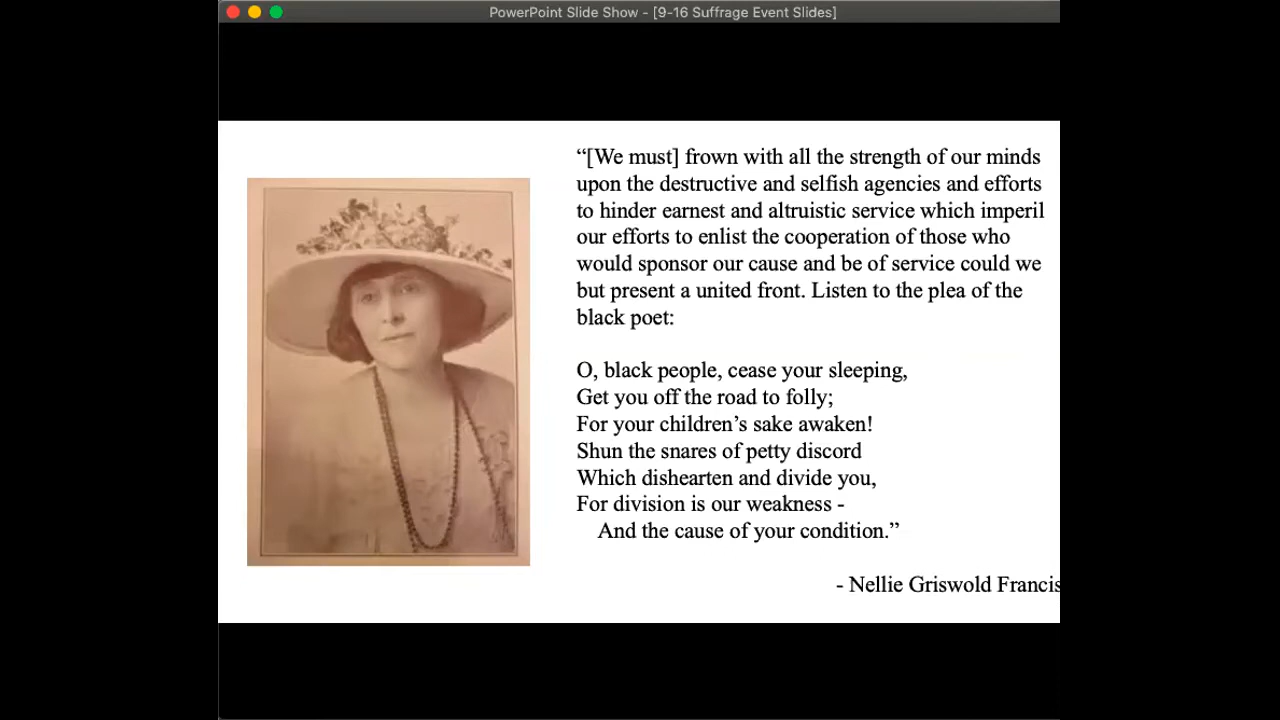 PowerPoint Slide Show - [9-16 Suffrage Event Slides]
“[We must] frown with all the strength of our minds
upon the destructive and selfish agencies and efforts
to hinder earnest and altruistic service which imperil
our efforts to enlist the cooperation of those who
would sponsor our cause and be of service could we
but present a united front. Listen to the plea of the
black poet:
O, black people, cease your sleeping,
Get you off the road to folly;
For your children’s sake awaken!
Shun the snares of petty discord
Which dishearten and divide you,
For division is our weakness -
And the cause of your condition.”
- Nellie Griswold Francis